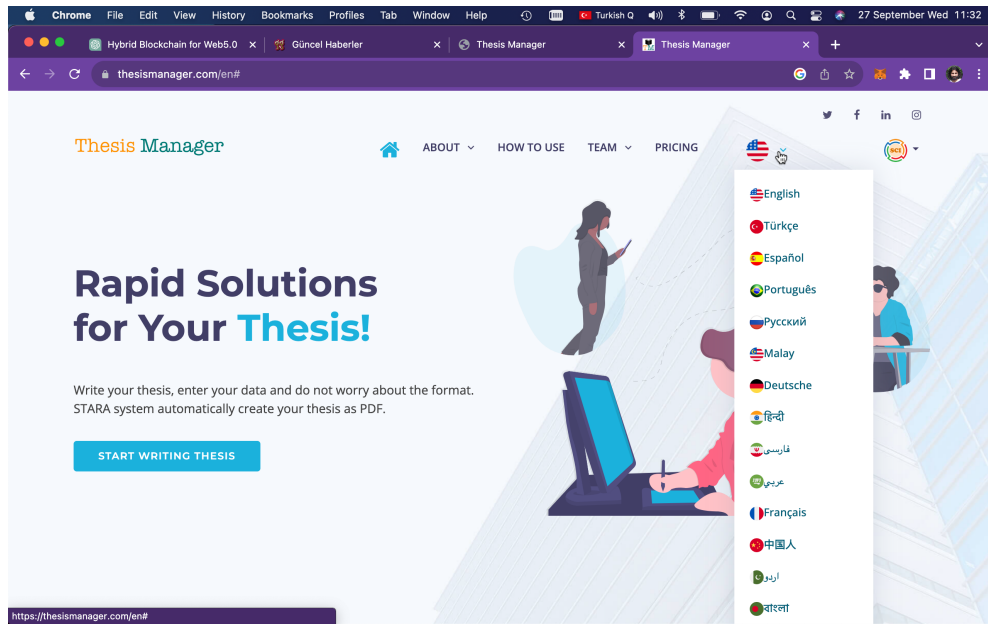 Chrome File Edit View History Bookmarks Profiles Tab Window Help Turkish Q 27 September Wed 11:32
Hybrid Blockchain for Web5.0 Güncel Haberler Thesis Manager Thesis Manager
thesismanager.com/en#
Thesis Manager ABOUT HOW TO USE TEAM PRICING SCI
English
Türkçe
Español
Português
Русский
Malay
Deutsche
हिन्दी
فارسی
عربي
Français
中国人
اردو
বাংলা
Rapid Solutions
for Your Thesis!
Write your thesis, enter your data and do not worry about the format.
STARA system automatically create your thesis as PDF.
START WRITING THESIS
https://thesismanager.com/en#